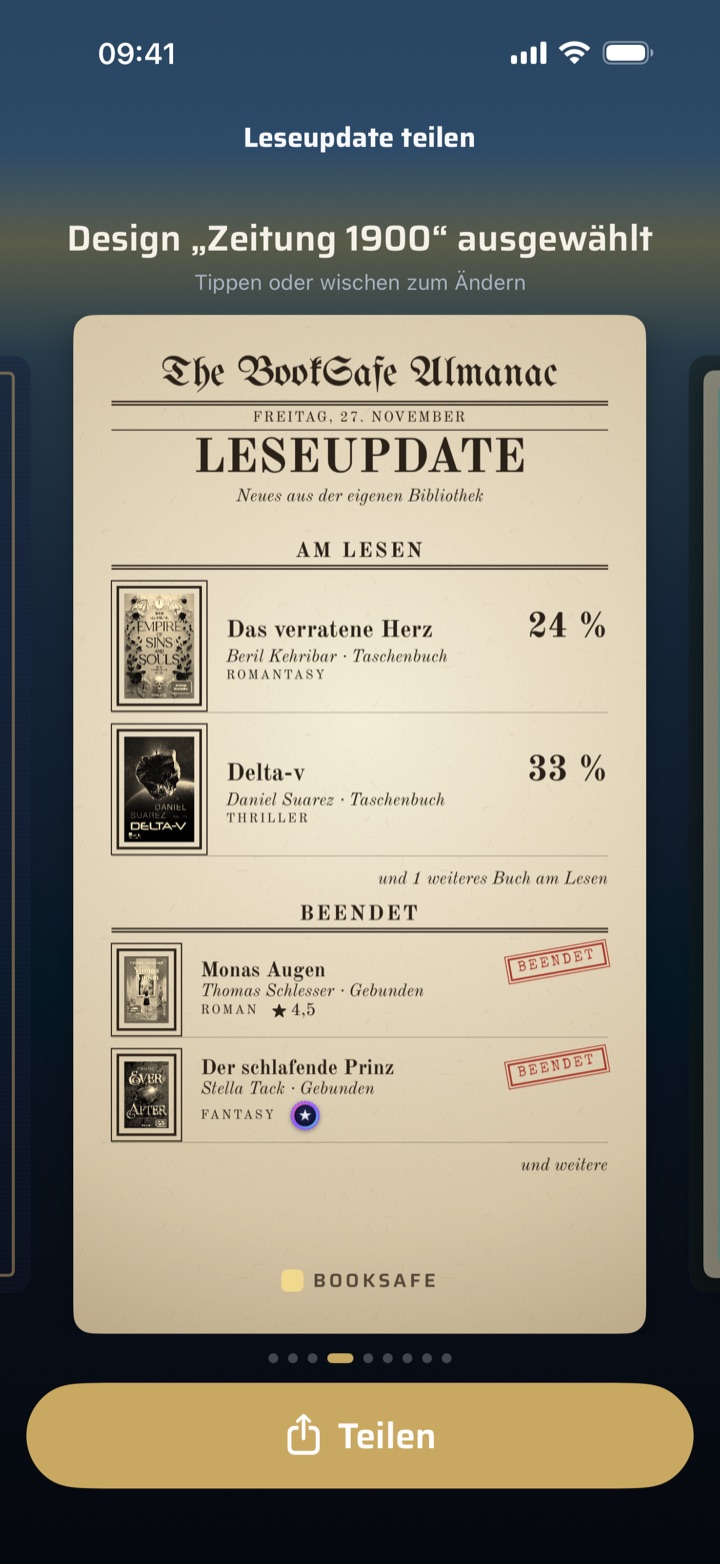 09:41
Leseupdate teilen
Design „Zeitung 1900“ ausgewählt
Tippen oder wischen zum Ändern
The BookSafe Almanac
FREITAG, 27. NOVEMBER
LESEUPDATE
Neues aus der eigenen Bibliothek
AM LESEN
EMPIRE
OF
SINS
AND
SOULS
Das verratene Herz
24 %
Beril Kehribar · Taschenbuch
ROMANTASY
DANIEL
SUAREZ
DELTA-V
Delta-v
33 %
Daniel Suarez · Taschenbuch
THRILLER
und 1 weiteres Buch am Lesen
BEENDET
Monas Augen
BEENDET
Thomas Schlesser · Gebunden
ROMAN ★ 4,5
EVER
AFTER
Der schlafende Prinz
BEENDET
Stella Tack · Gebunden
FANTASY
und weitere
BOOKSAFE
Teilen